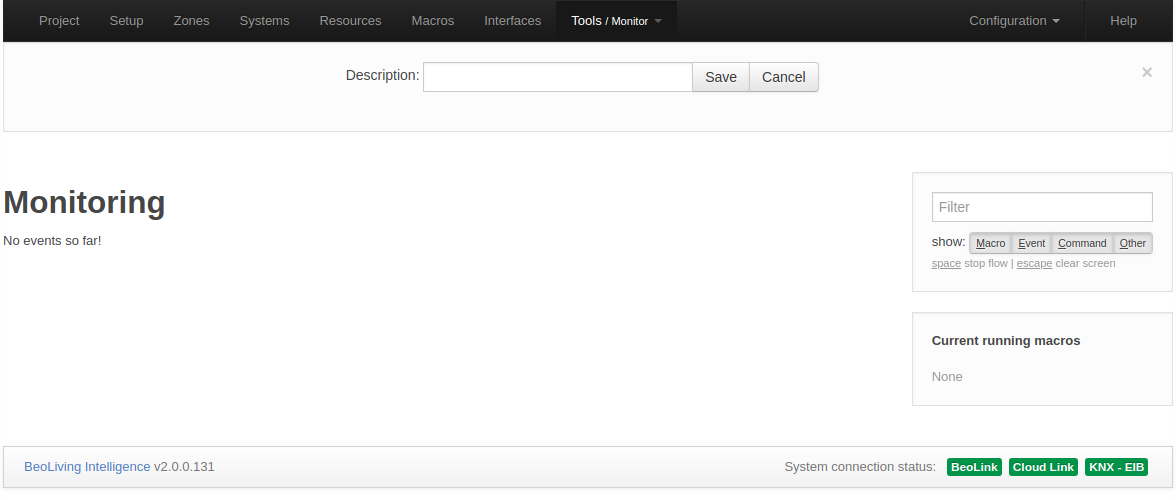 Project Setup Zones Systems Resources Macros Interfaces Tools / Monitor Configuration Help
Description: Save Cancel ×
Monitoring
No events so far!
Filter
show: Macro Event Command Other
space stop flow | escape clear screen
Current running macros
None
BeoLiving Intelligence v2.0.0.131 System connection status: BeoLink Cloud Link KNX - EIB